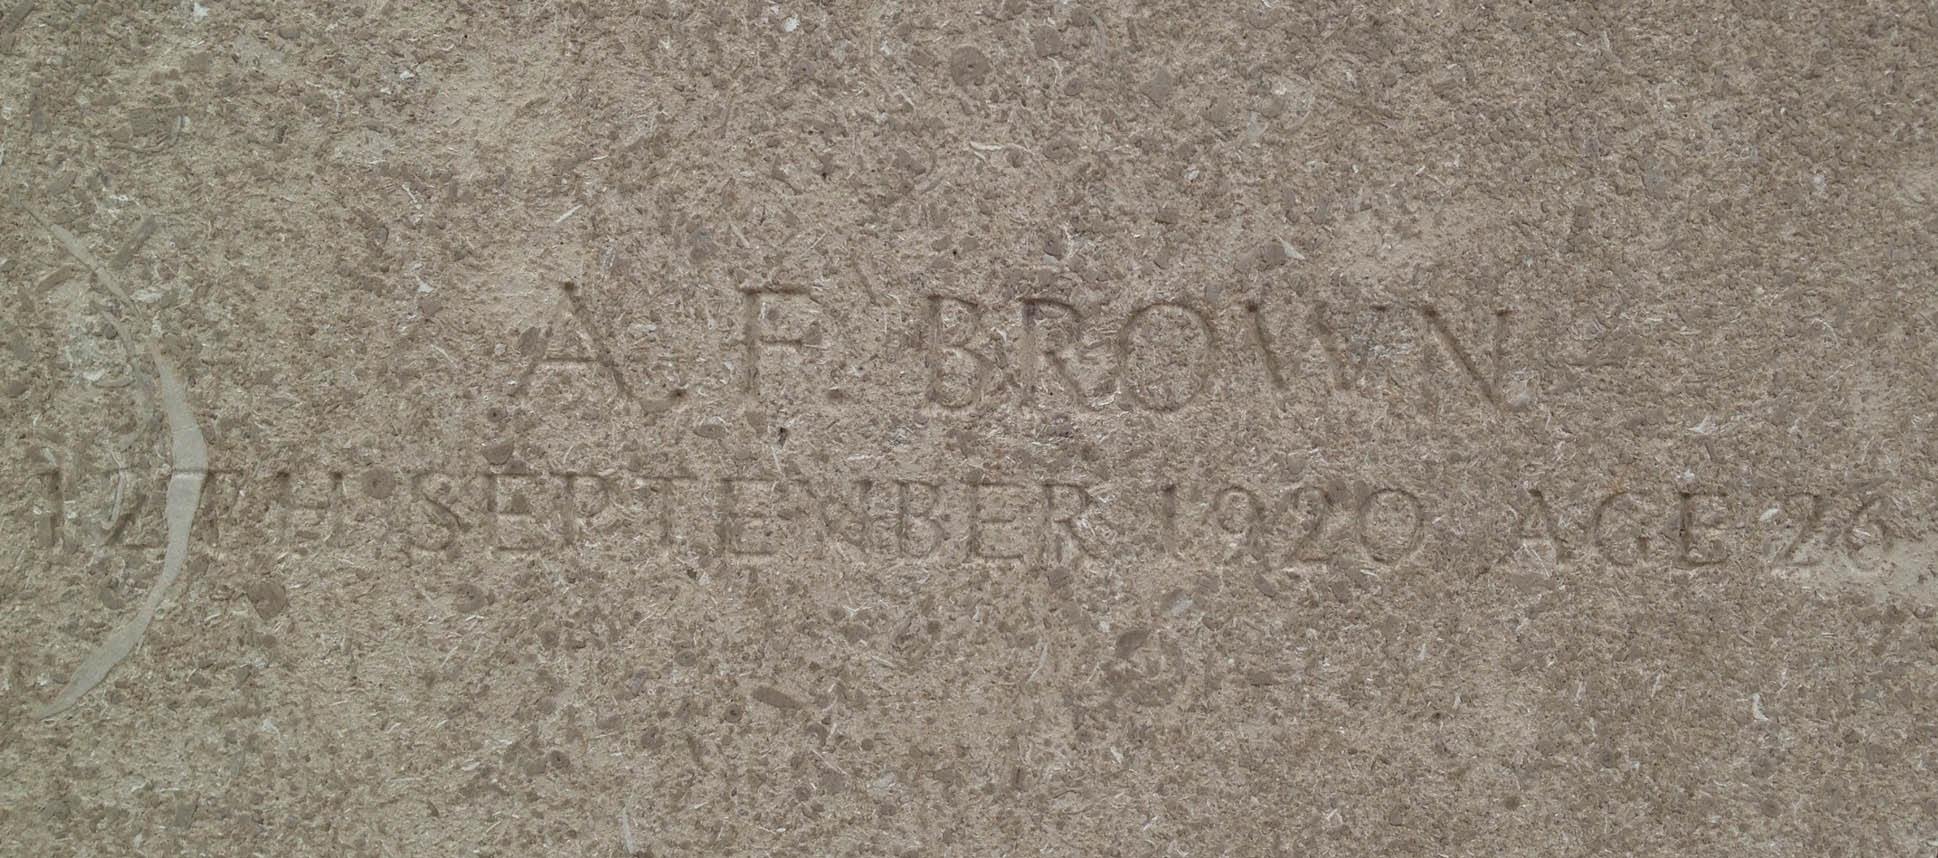 A. F. BROWN
12TH SEPTEMBER 1920 AGE 26